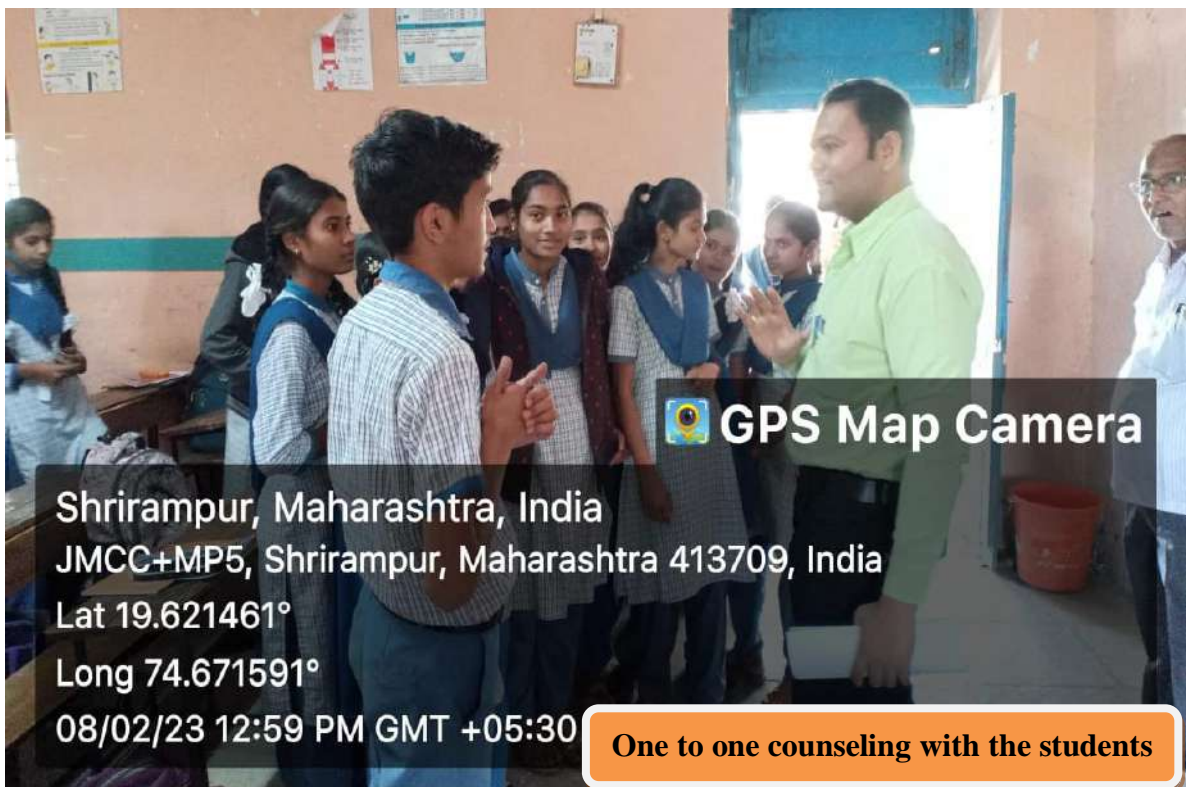 GPS Map Camera
Shrirampur, Maharashtra, India
JMCC+MP5, Shrirampur, Maharashtra 413709, India
Lat 19.621461°
Long 74.671591°
08/02/23 12:59 PM GMT +05:30
One to one counseling with the students